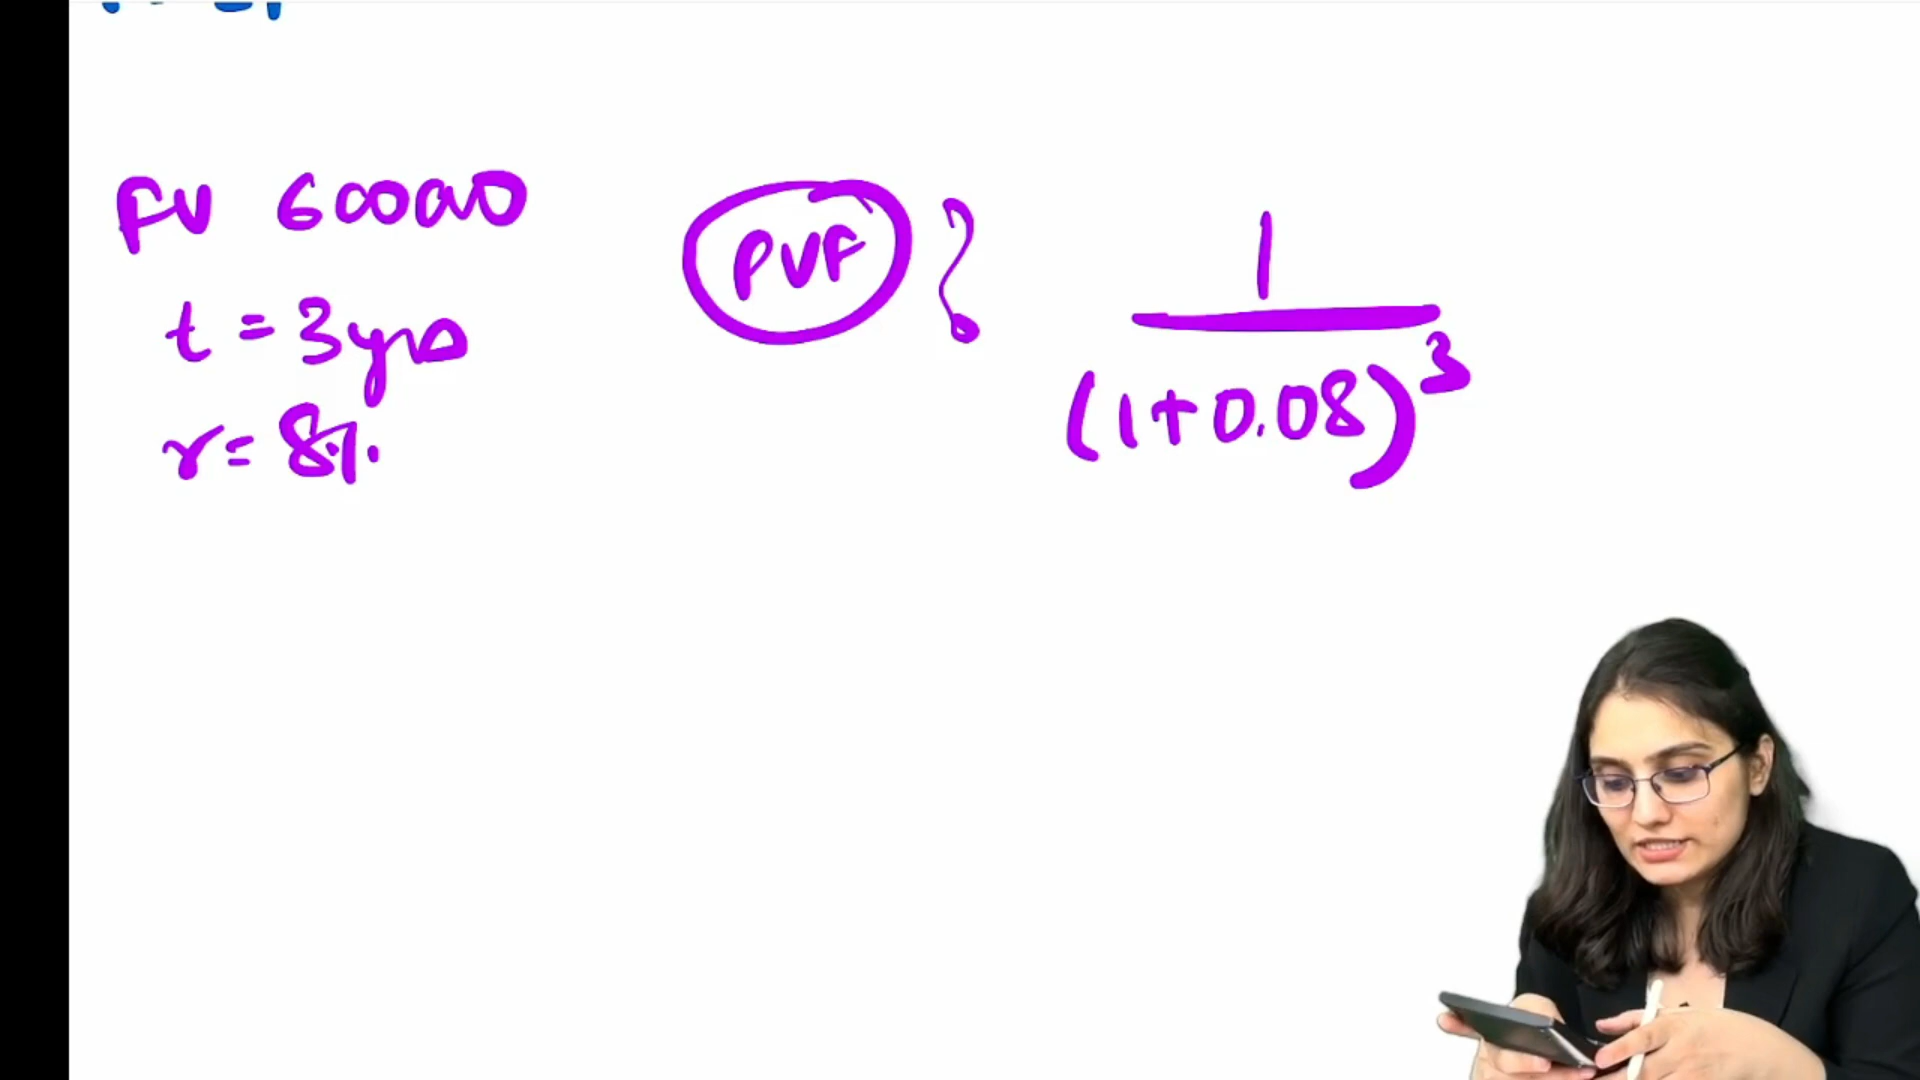 FV 60000
t = 3yrs
r = 8%
PVF ?
1
(1+0.08)^3